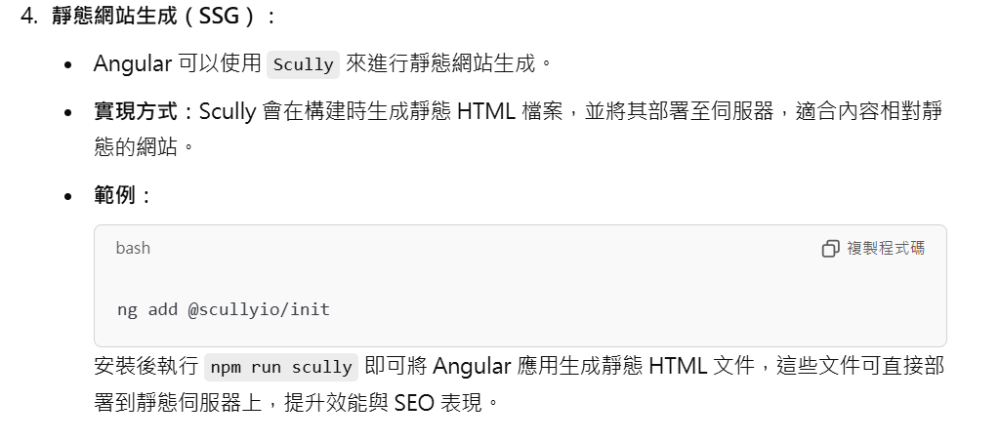 4. 靜態網站生成（SSG）：
• Angular 可以使用 Scully 來進行靜態網站生成。
• 實現方式：Scully 會在構建時生成靜態 HTML 檔案，並將其部署至伺服器，適合內容相對靜
態的網站。
• 範例：
bash 複製程式碼
ng add @scullyio/init
安裝後執行 npm run scully 即可將 Angular 應用生成靜態 HTML 文件，這些文件可直接部
署到靜態伺服器上，提升效能與 SEO 表現。